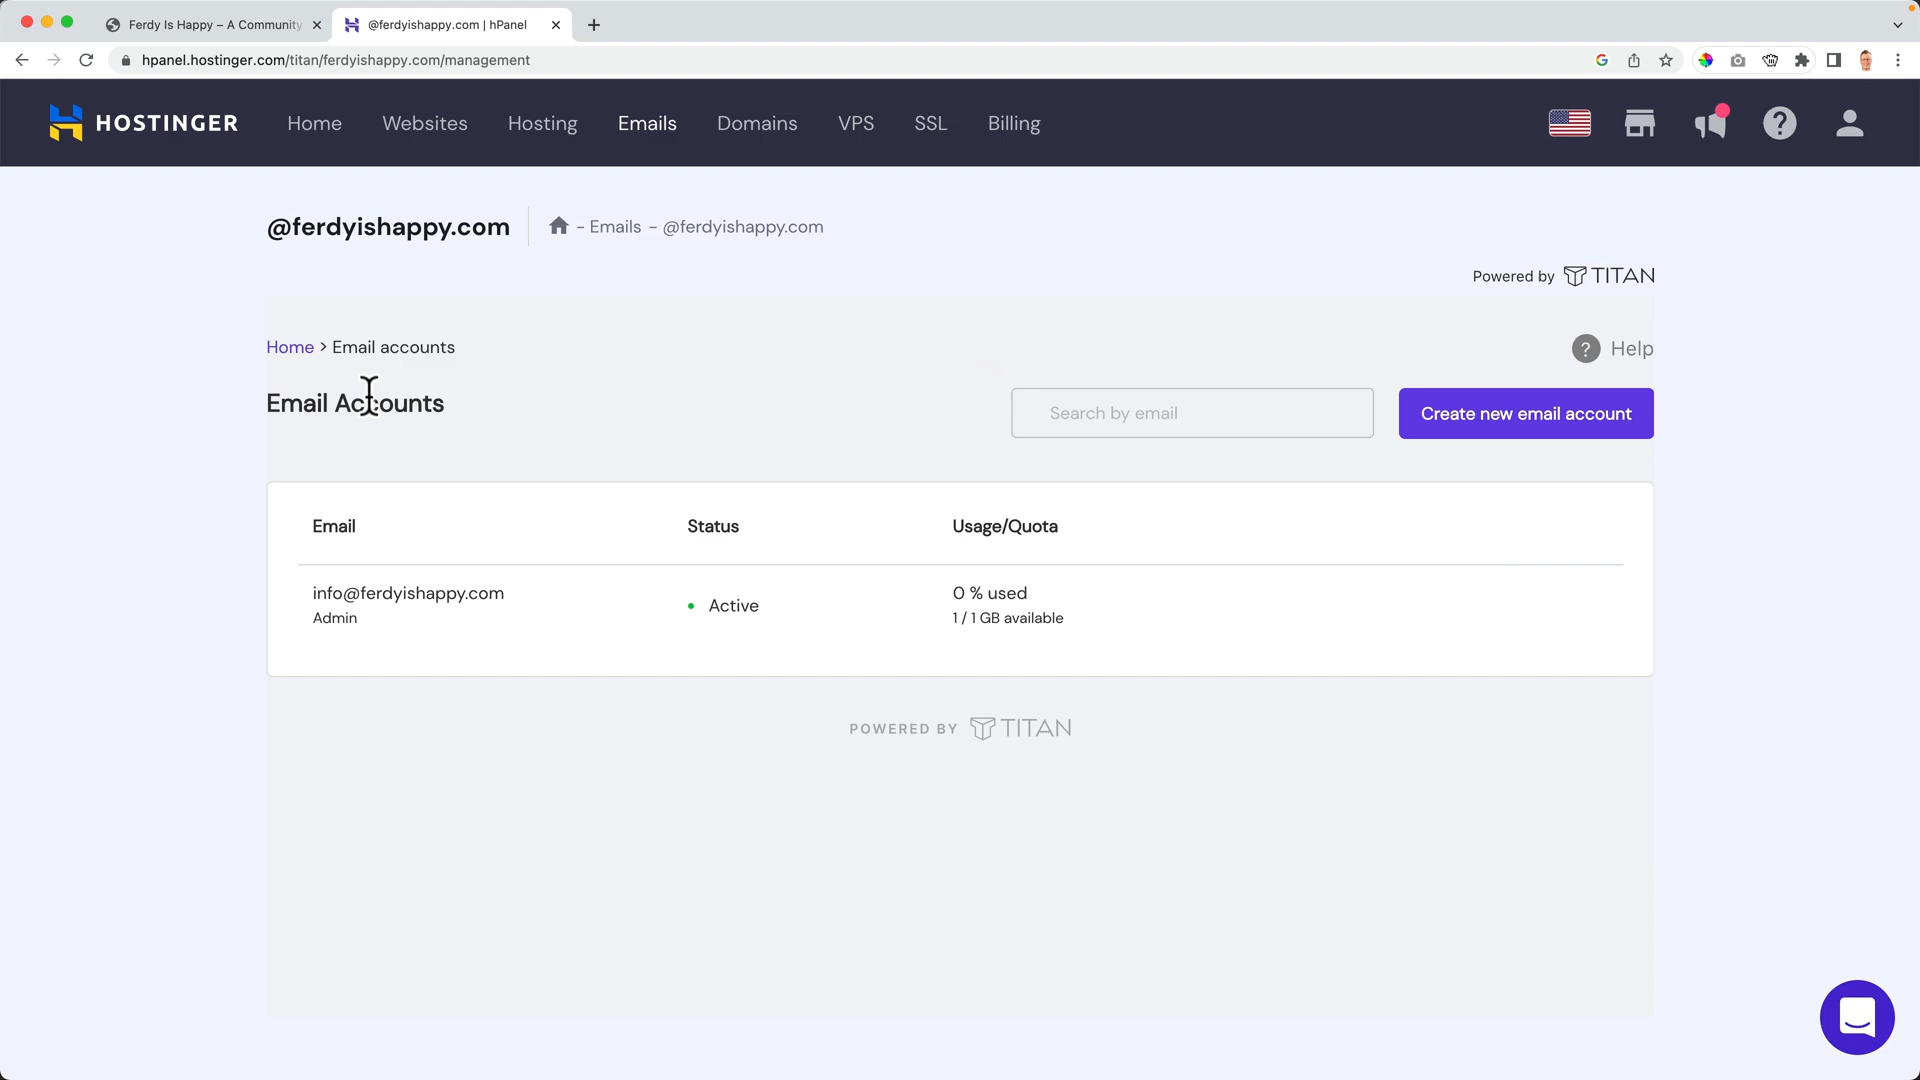 Ferdy Is Happy – A Community
@ferdyishappy.com | hPanel
hpanel.hostinger.com/titan/ferdyishappy.com/management
HOSTINGER
Home
Websites
Hosting
Emails
Domains
VPS
SSL
Billing
@ferdyishappy.com
- Emails - @ferdyishappy.com
Powered by TITAN
Home > Email accounts
? Help
Email Accounts
Search by email
Create new email account
Email
Status
Usage/Quota
info@ferdyishappy.com
Admin
Active
0 % used
1 / 1 GB available
POWERED BY TITAN